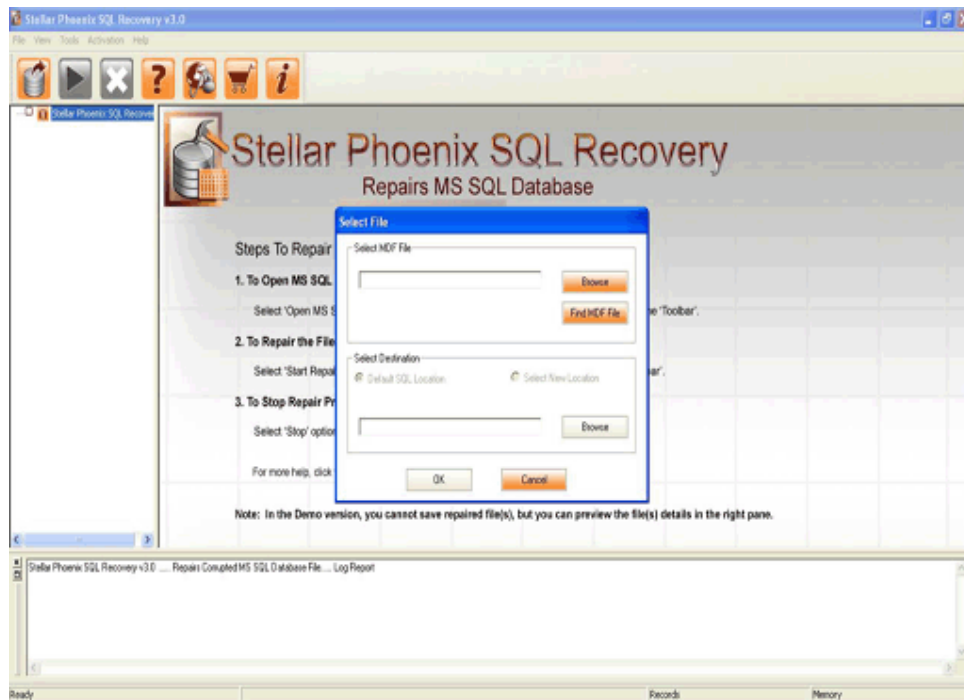 Stellar Phoenix SQL Recovery v3.0
File View Tools Activation Help
Stellar Phoenix SQL Recover
Stellar Phoenix SQL Recovery
Repairs MS SQL Database
Select File
Steps To Repair
Select MDF File
1. To Open MS SQL
Browse
Select 'Open MS S
Find MDF File
he 'Toolbar'.
2. To Repair the File
Select Destination
Select 'Start Repai
Default SQL Location
Select New Location
bar'.
3. To Stop Repair Pr
Select 'Stop' option
Browse
For more help, click
OK
Cancel
Note: In the Demo version, you cannot save repaired file(s), but you can preview the file(s) details in the right pane.
Stellar Phoenix SQL Recovery v3.0 ..... Repairs Corrupted MS SQL Database File..... Log Report
Ready
Records
Memory